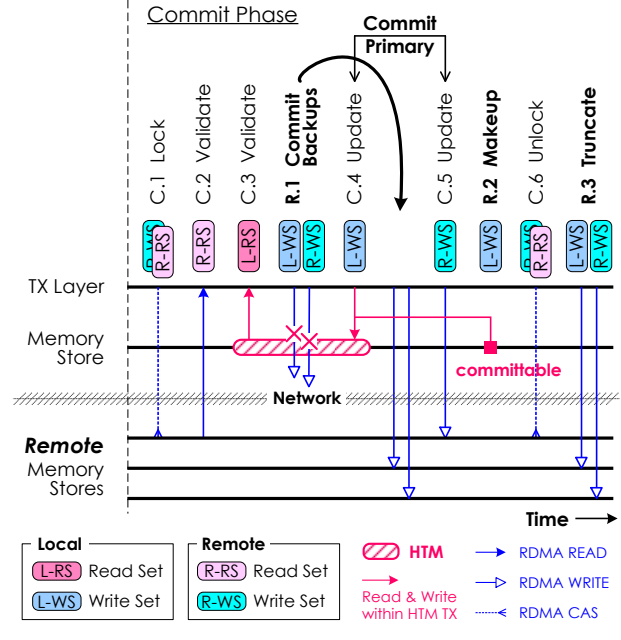 Commit Phase
Commit
Primary
C.1 Lock
C.2 Validate
C.3 Validate
R.1 Commit
Backups
C.4 Update
C.5 Update
R.2 Makeup
C.6 Unlock
R.3 Truncate
R-WS
R-RS
R-RS
L-RS
L-WS
R-WS
L-WS
R-WS
L-WS
R-WS
R-RS
L-WS
R-WS
TX Layer
Memory
Store
committable
Network
Remote
Memory
Stores
Time
Local
L-RS Read Set
L-WS Write Set
Remote
R-RS Read Set
R-WS Write Set
HTM
Read & Write
within HTM TX
RDMA READ
RDMA WRITE
RDMA CAS